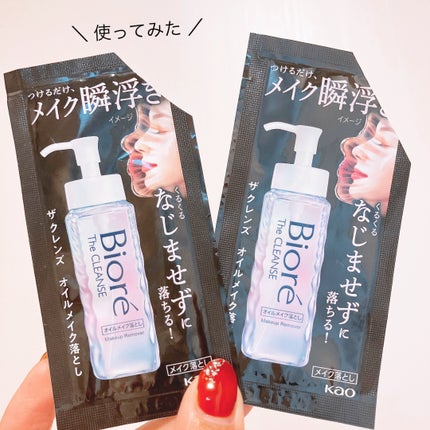 ＼ 使ってみた ／
つけるだけ、
メイク瞬浮き
イメージ
くるくる
なじませずに
落ちる！
ザクレンズ オイルメイク落とし
Bioré
The CLEANSE
オイルメイク落とし
Makeup Remover
メイク落とし
Kao
つけるだけ、
メイク瞬浮き
イメージ
くるくる
なじませずに
落ちる！
ザクレンズ オイルメイク落とし
Bioré
The CLEANSE
オイルメイク落とし
Makeup Remover
メイク落とし
Kao